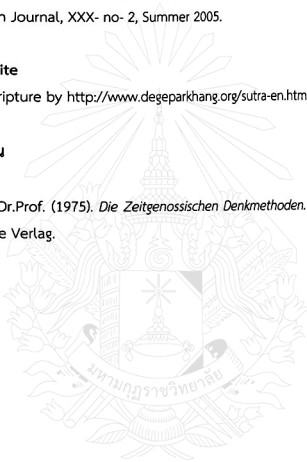 n Journal, XXX- no- 2, Summer 2005.
ite
ripture by http://www.degeparkhang.org/sutra-en.htm
น
Dr.Prof. (1975). Die Zeitgenossischen Denkmethoden.
e Verlag.
มหามกุฏราชวิทยาลัย